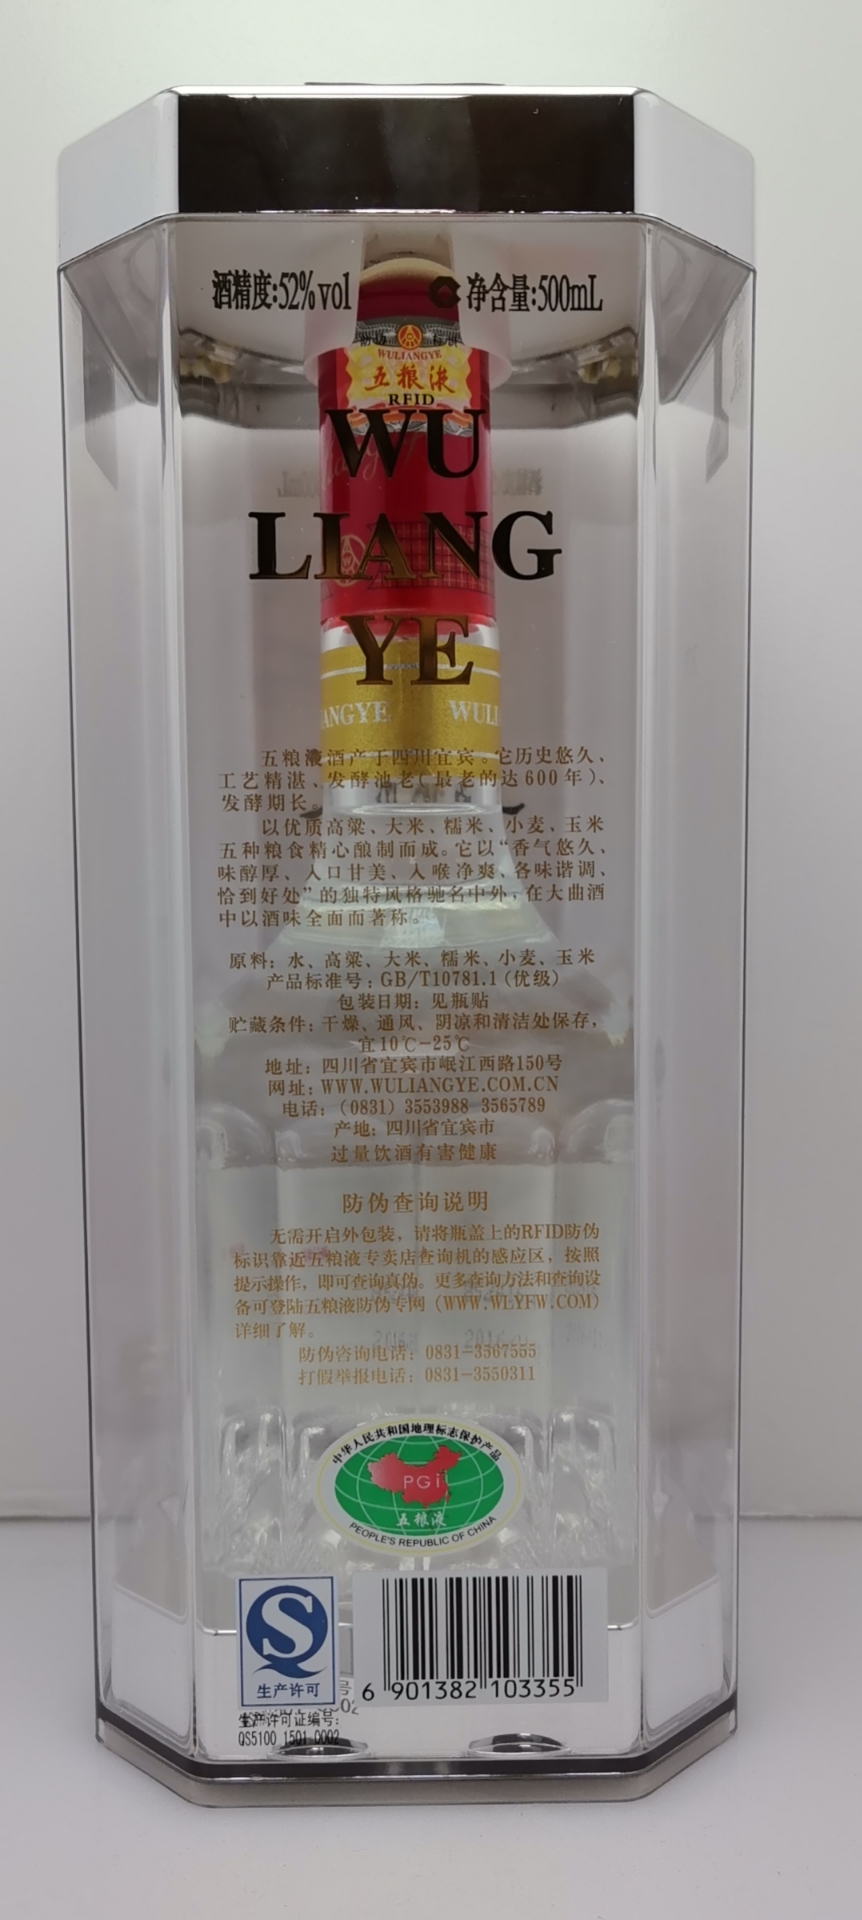 酒精度:52%vol
C 净含量:500mL
WULIANGYE
五粮液
RFID
WU
LIANG
YE
ANGYE WULI
五粮液酒产于四川宜宾。它历史悠久、
工艺精湛、发酵池老(最老的达600年)、
发酵期长。
以优质高粱、大米、糯米、小麦、玉米
五种粮食精心酿制而成。它以“香气悠久、
味醇厚、入口甘美、入喉净爽、各味谐调、
恰到好处”的独特风格驰名中外,在大曲酒
中以酒味全面而著称。
原料:水、高粱、大米、糯米、小麦、玉米
产品标准号:GB/T10781.1(优级)
包装日期:见瓶贴
贮藏条件:干燥、通风、阴凉和清洁处保存,
宜10℃-25℃
地址:四川省宜宾市岷江西路150号
网址:WWW.WULIANGYE.COM.CN
电话:(0831)3553988 3565789
产地:四川省宜宾市
过量饮酒有害健康
防伪查询说明
无需开启外包装,请将瓶盖上的RFID防伪
标识靠近五粮液专卖店查询机的感应区,按照
提示操作,即可查询真伪。更多查询方法和查询设
备可登陆五粮液防伪专网(WWW.WLYFW.COM)
详细了解。
防伪咨询电话:0831-3567555
打假举报电话:0831-3550311
中华人民共和国地理标志保护产品
PGi
五粮液
PEOPLE'S REPUBLIC OF CHINA
S
生产许可
6 901382 103355
生产许可证编号:
QS5100 1501 0002